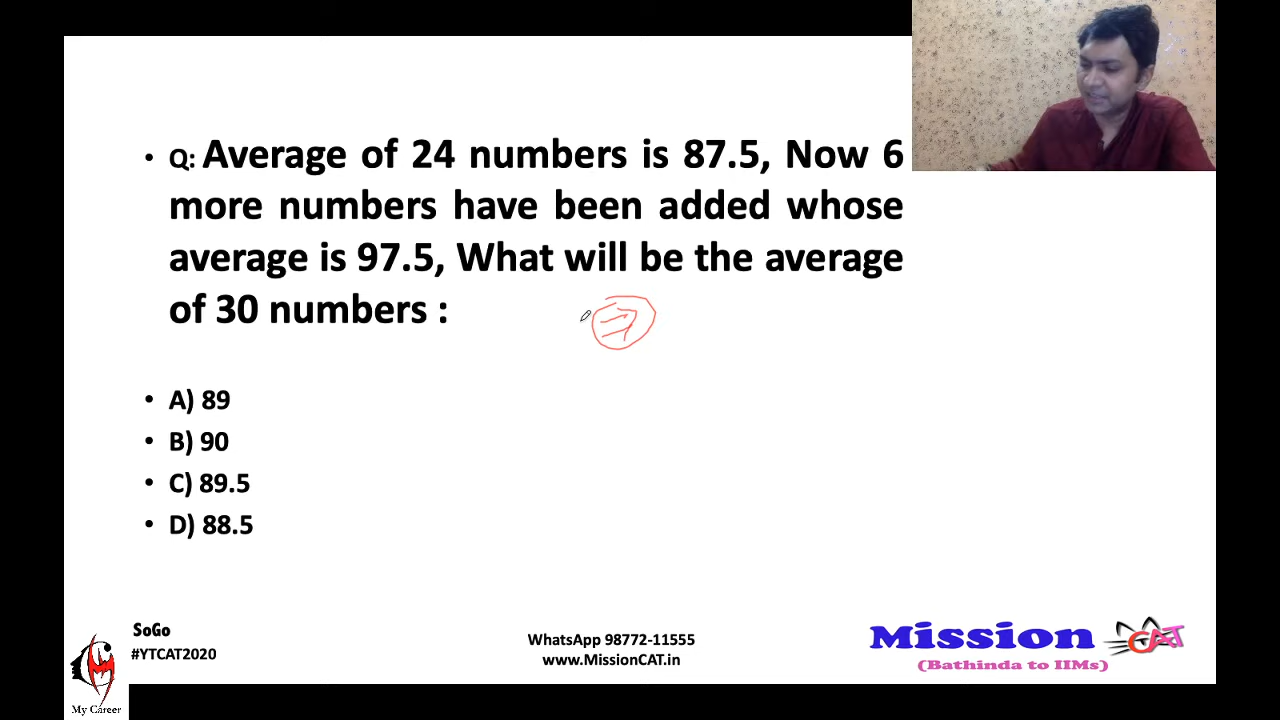 • Q: Average of 24 numbers is 87.5, Now 6
more numbers have been added whose
average is 97.5, What will be the average
of 30 numbers :
• A) 89
• B) 90
• C) 89.5
• D) 88.5
SoGo
#YTCAT2020
WhatsApp 98772-11555
www.MissionCAT.in
Mission CAT
(Bathinda to IIMs)
My Career